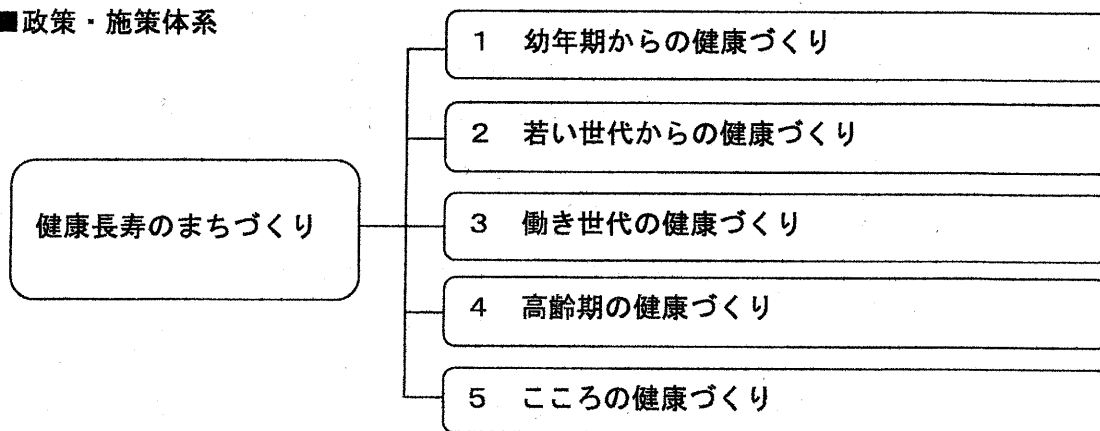 ■政策・施策体系
1 幼年期からの健康づくり
2 若い世代からの健康づくり
健康長寿のまちづくり
3 働き世代の健康づくり
4 高齢期の健康づくり
5 こころの健康づくり